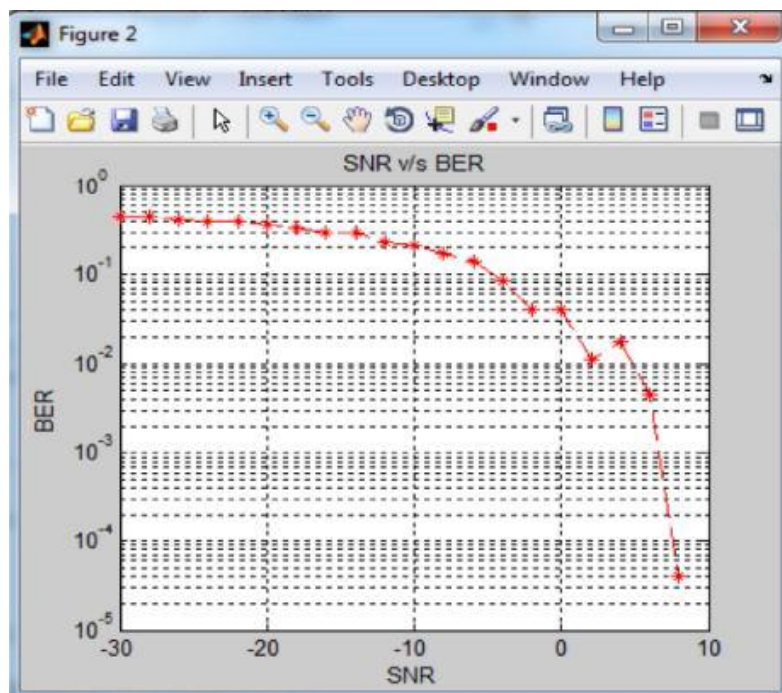 Figure 2
File Edit View Insert Tools Desktop Window Help
SNR v/s BER
10^0
10^-1
10^-2
10^-3
10^-4
10^-5
BER
-30 -20 -10 0 10
SNR